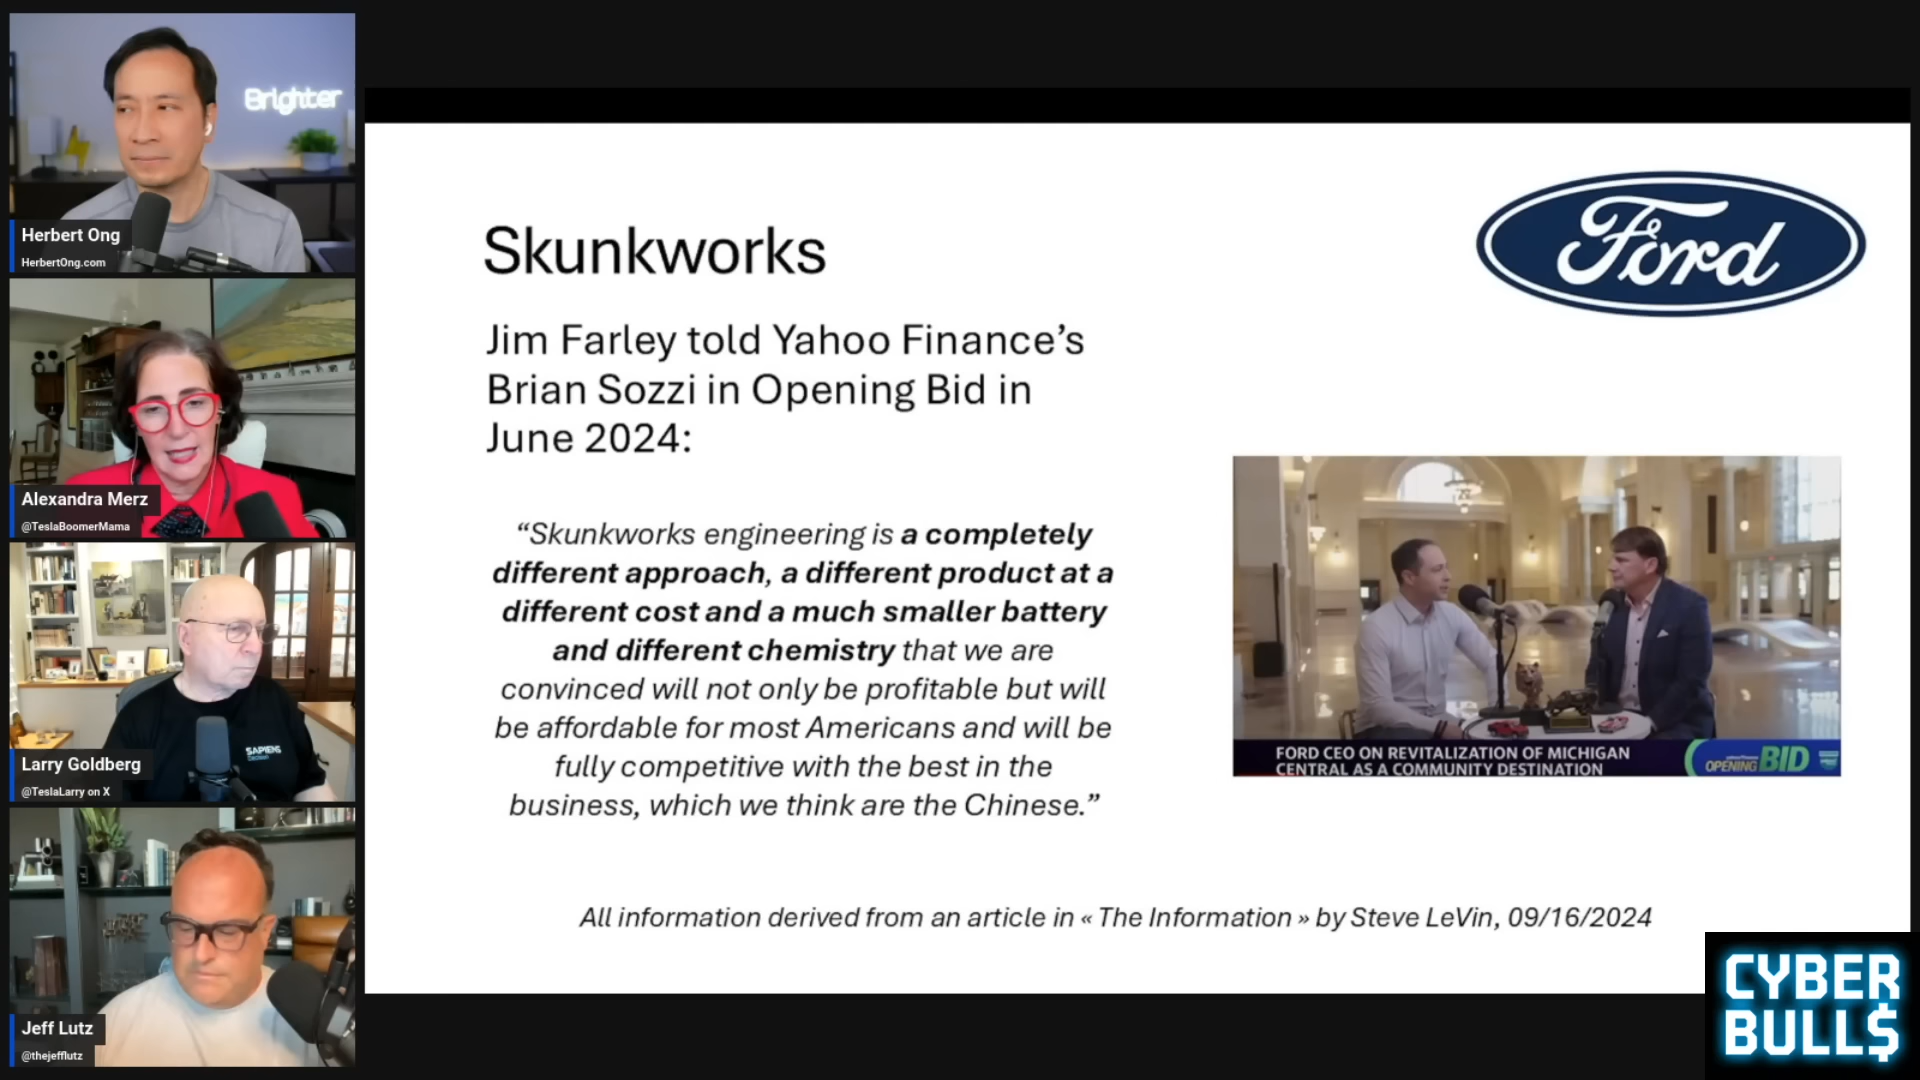 Brighter
Herbert Ong
HerbertOng.com
Alexandra Merz
@TeslaBoomerMama
SAPIENS
Larry Goldberg
@TeslaLarry on X
Jeff Lutz
@thejefflutz
Ford
Skunkworks
Jim Farley told Yahoo Finance’s
Brian Sozzi in Opening Bid in
June 2024:
“Skunkworks engineering is a completely
different approach, a different product at a
different cost and a much smaller battery
and different chemistry that we are
convinced will not only be profitable but will
be affordable for most Americans and will be
fully competitive with the best in the
business, which we think are the Chinese.”
FORD CEO ON REVITALIZATION OF MICHIGAN
CENTRAL AS A COMMUNITY DESTINATION
OPENING BID
All information derived from an article in « The Information » by Steve LeVin, 09/16/2024
CYBER
BULL$